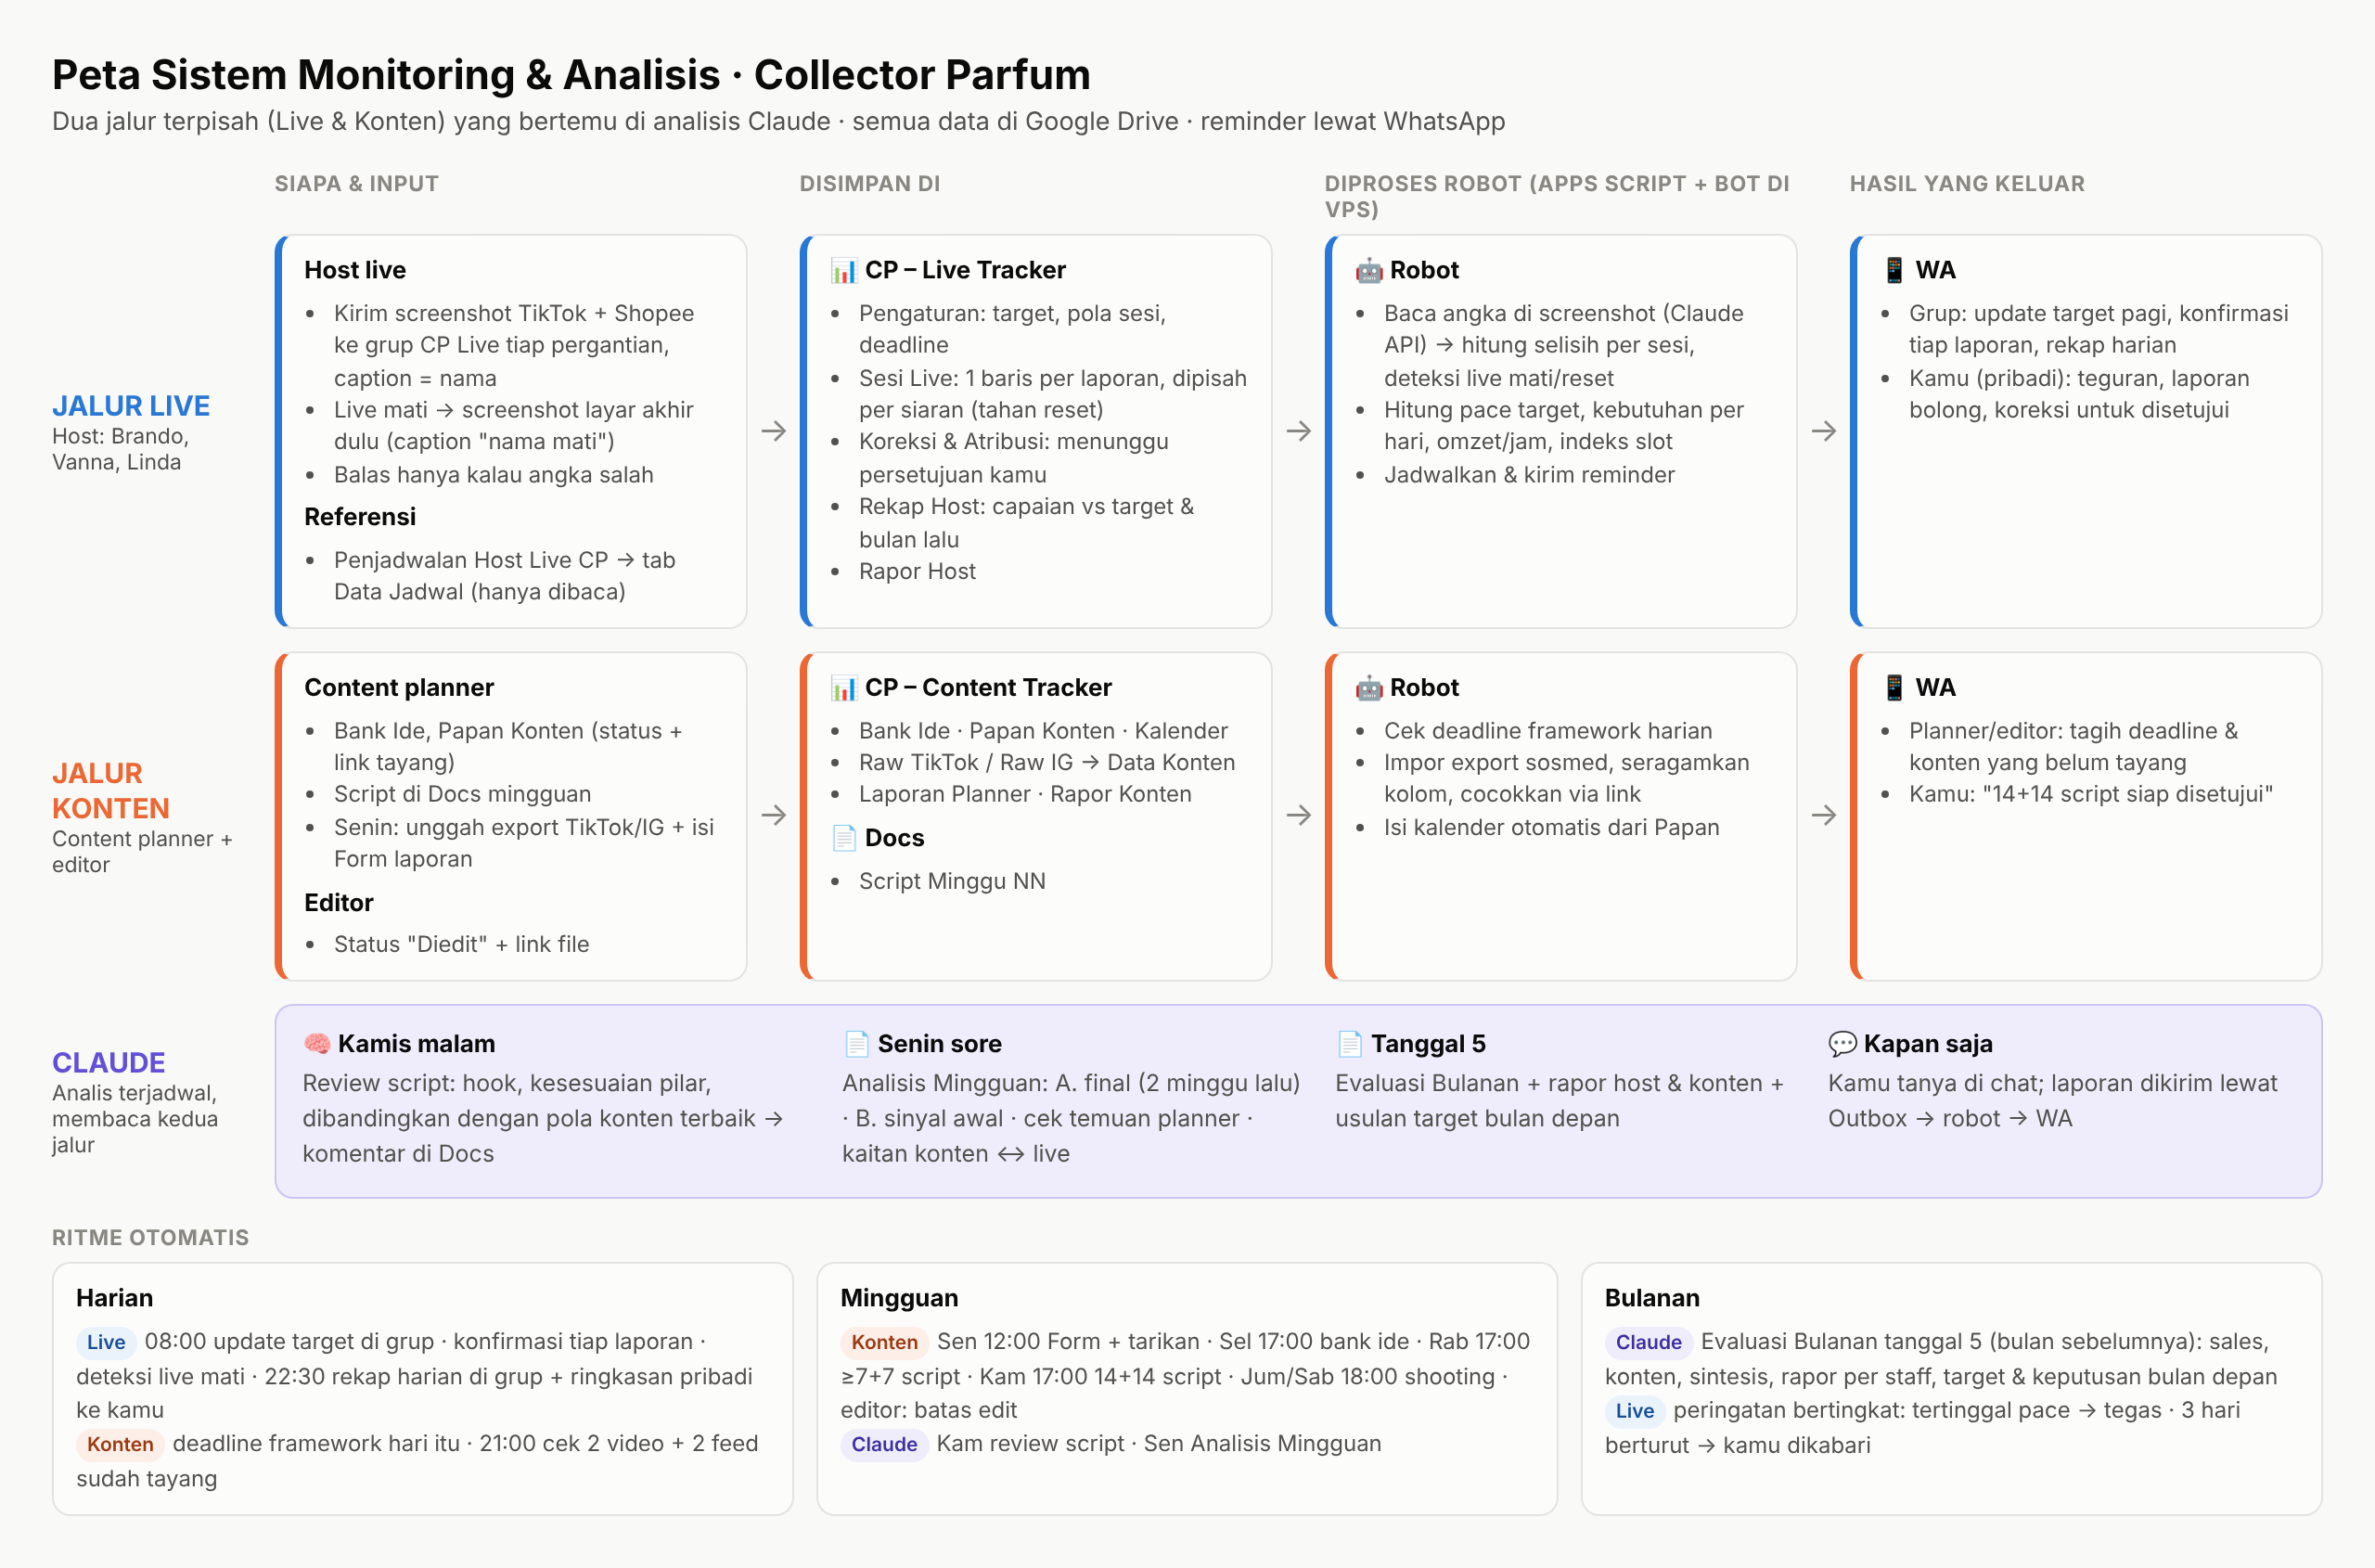 Peta Sistem Monitoring & Analisis · Collector Parfum
Dua jalur terpisah (Live & Konten) yang bertemu di analisis Claude · semua data di Google Drive · reminder lewat WhatsApp
SIAPA & INPUT
DISIMPAN DI
DIPROSES ROBOT (APPS SCRIPT + BOT DI
VPS)
HASIL YANG KELUAR
JALUR LIVE
Host: Brando,
Vanna, Linda
Host live
• Kirim screenshot TikTok + Shopee
ke grup CP Live tiap pergantian,
caption = nama
• Live mati → screenshot layar akhir
dulu (caption "nama mati")
• Balas hanya kalau angka salah
Referensi
• Penjadwalan Host Live CP → tab
Data Jadwal (hanya dibaca)
→
📊 CP – Live Tracker
• Pengaturan: target, pola sesi,
deadline
• Sesi Live: 1 baris per laporan, dipisah
per siaran (tahan reset)
• Koreksi & Atribusi: menunggu
persetujuan kamu
• Rekap Host: capaian vs target &
bulan lalu
• Rapor Host
→
🤖 Robot
• Baca angka di screenshot (Claude
API) → hitung selisih per sesi,
deteksi live mati/reset
• Hitung pace target, kebutuhan per
hari, omzet/jam, indeks slot
• Jadwalkan & kirim reminder
→
📱 WA
• Grup: update target pagi, konfirmasi
tiap laporan, rekap harian
• Kamu (pribadi): teguran, laporan
bolong, koreksi untuk disetujui
JALUR
KONTEN
Content planner +
editor
Content planner
• Bank Ide, Papan Konten (status +
link tayang)
• Script di Docs mingguan
• Senin: unggah export TikTok/IG + isi
Form laporan
Editor
• Status "Diedit" + link file
→
📊 CP – Content Tracker
• Bank Ide · Papan Konten · Kalender
• Raw TikTok / Raw IG → Data Konten
• Laporan Planner · Rapor Konten
📄 Docs
• Script Minggu NN
→
🤖 Robot
• Cek deadline framework harian
• Impor export sosmed, seragamkan
kolom, cocokkan via link
• Isi kalender otomatis dari Papan
→
📱 WA
• Planner/editor: tagih deadline &
konten yang belum tayang
• Kamu: "14+14 script siap disetujui"
CLAUDE
Analis terjadwal,
membaca kedua
jalur
🧠 Kamis malam
Review script: hook, kesesuaian pilar,
dibandingkan dengan pola konten terbaik →
komentar di Docs
📄 Senin sore
Analisis Mingguan: A. final (2 minggu lalu)
· B. sinyal awal · cek temuan planner ·
kaitan konten ↔ live
📄 Tanggal 5
Evaluasi Bulanan + rapor host & konten +
usulan target bulan depan
💬 Kapan saja
Kamu tanya di chat; laporan dikirim lewat
Outbox → robot → WA
RITME OTOMATIS
Harian
Live 08:00 update target di grup · konfirmasi tiap laporan ·
deteksi live mati · 22:30 rekap harian di grup + ringkasan pribadi
ke kamu
Konten deadline framework hari itu · 21:00 cek 2 video + 2 feed
sudah tayang
Mingguan
Konten Sen 12:00 Form + tarikan · Sel 17:00 bank ide · Rab 17:00
≥7+7 script · Kam 17:00 14+14 script · Jum/Sab 18:00 shooting ·
editor: batas edit
Claude Kam review script · Sen Analisis Mingguan
Bulanan
Claude Evaluasi Bulanan tanggal 5 (bulan sebelumnya): sales,
konten, sintesis, rapor per staff, target & keputusan bulan depan
Live peringatan bertingkat: tertinggal pace → tegas · 3 hari
berturut → kamu dikabari